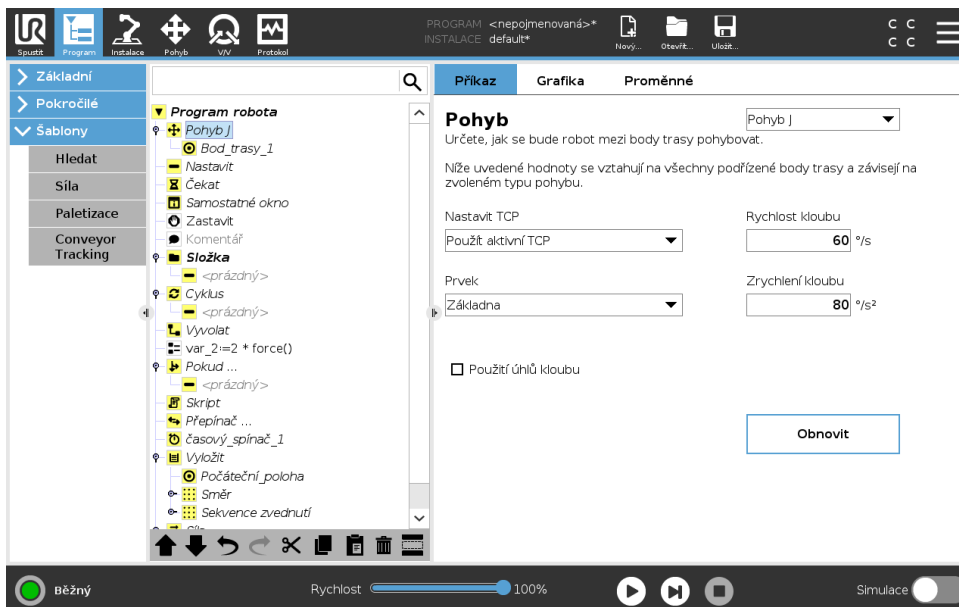 PROGRAM <nepojmenovaná>*
INSTALACE default*
Spustit
Program
Instalace
Pohyb
V/V
Protokol
Nový...
Otevřít...
Uložit...
C C
C C
Základní
Pokročilé
Šablony
Hledat
Síla
Paletizace
Conveyor
Tracking
Program robota
Pohyb J
Bod_trasy_1
Nastavit
Čekat
Samostatné okno
Zastavit
Komentář
Složka
<prázdný>
Cyklus
<prázdný>
Vyvolat
var_2:=2 * force()
Pokud ...
<prázdný>
Skript
Přepínač ...
časový_spínač_1
Vyložit
Počáteční_poloha
Směr
Sekvence zvednutí
Příkaz
Grafika
Proměnné
Pohyb
Pohyb J
Určete, jak se bude robot mezi body trasy pohybovat.
Níže uvedené hodnoty se vztahují na všechny podřízené body trasy a závisejí na
zvoleném typu pohybu.
Nastavit TCP
Rychlost kloubu
Použít aktivní TCP
60 °/s
Prvek
Zrychlení kloubu
Základna
80 °/s²
Použití úhlů kloubu
Obnovit
Běžný
Rychlost
100%
Simulace